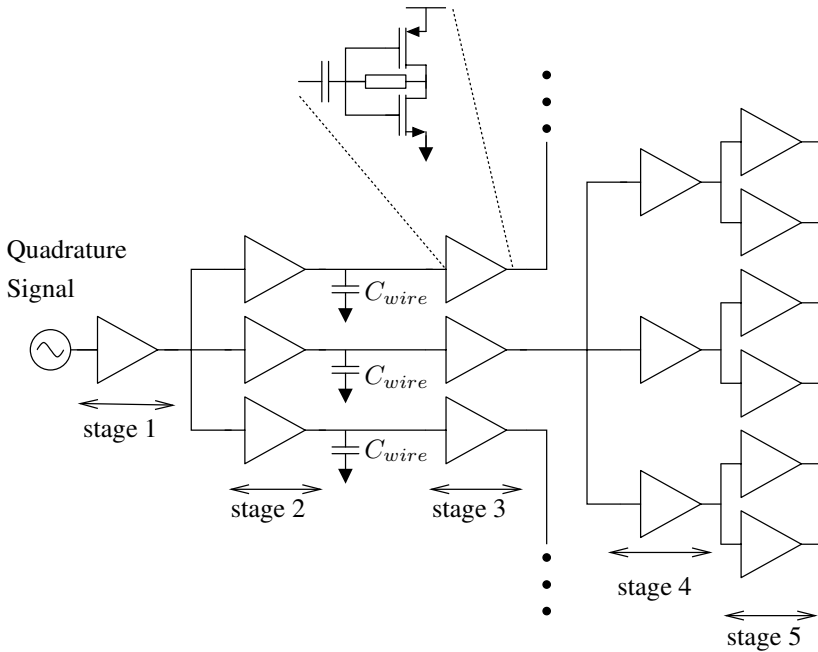 Quadrature
Signal
C_wire
C_wire
C_wire
stage 1
stage 2
stage 3
stage 4
stage 5